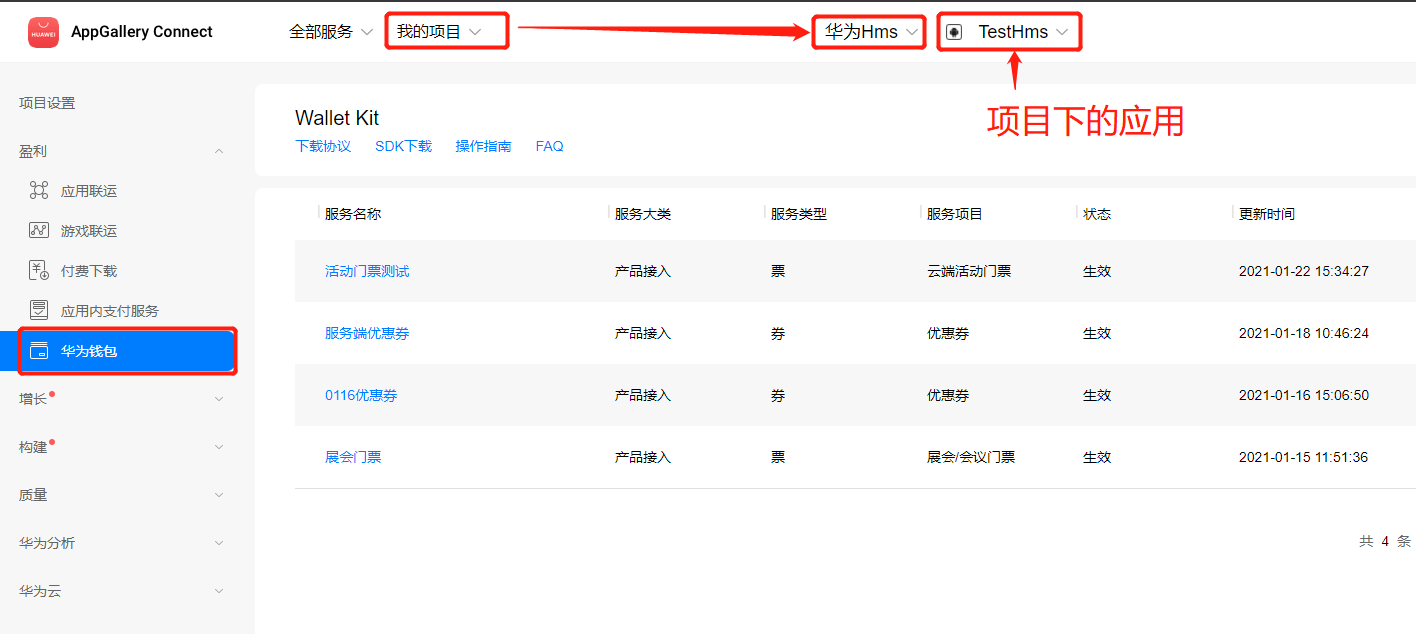 HUAWEI AppGallery Connect 全部服务 我的项目 华为Hms TestHms
项目下的应用
项目设置
盈利
应用联运
游戏联运
付费下载
应用内支付服务
华为钱包
增长
构建
质量
华为分析
华为云
Wallet Kit
下载协议 SDK下载 操作指南 FAQ
服务名称 服务大类 服务类型 服务项目 状态 更新时间
活动门票测试 产品接入 票 云端活动门票 生效 2021-01-22 15:34:27
服务端优惠券 产品接入 券 优惠券 生效 2021-01-18 10:46:24
0116优惠券 产品接入 券 优惠券 生效 2021-01-16 15:06:50
展会门票 产品接入 票 展会/会议门票 生效 2021-01-15 11:51:36
共 4 条